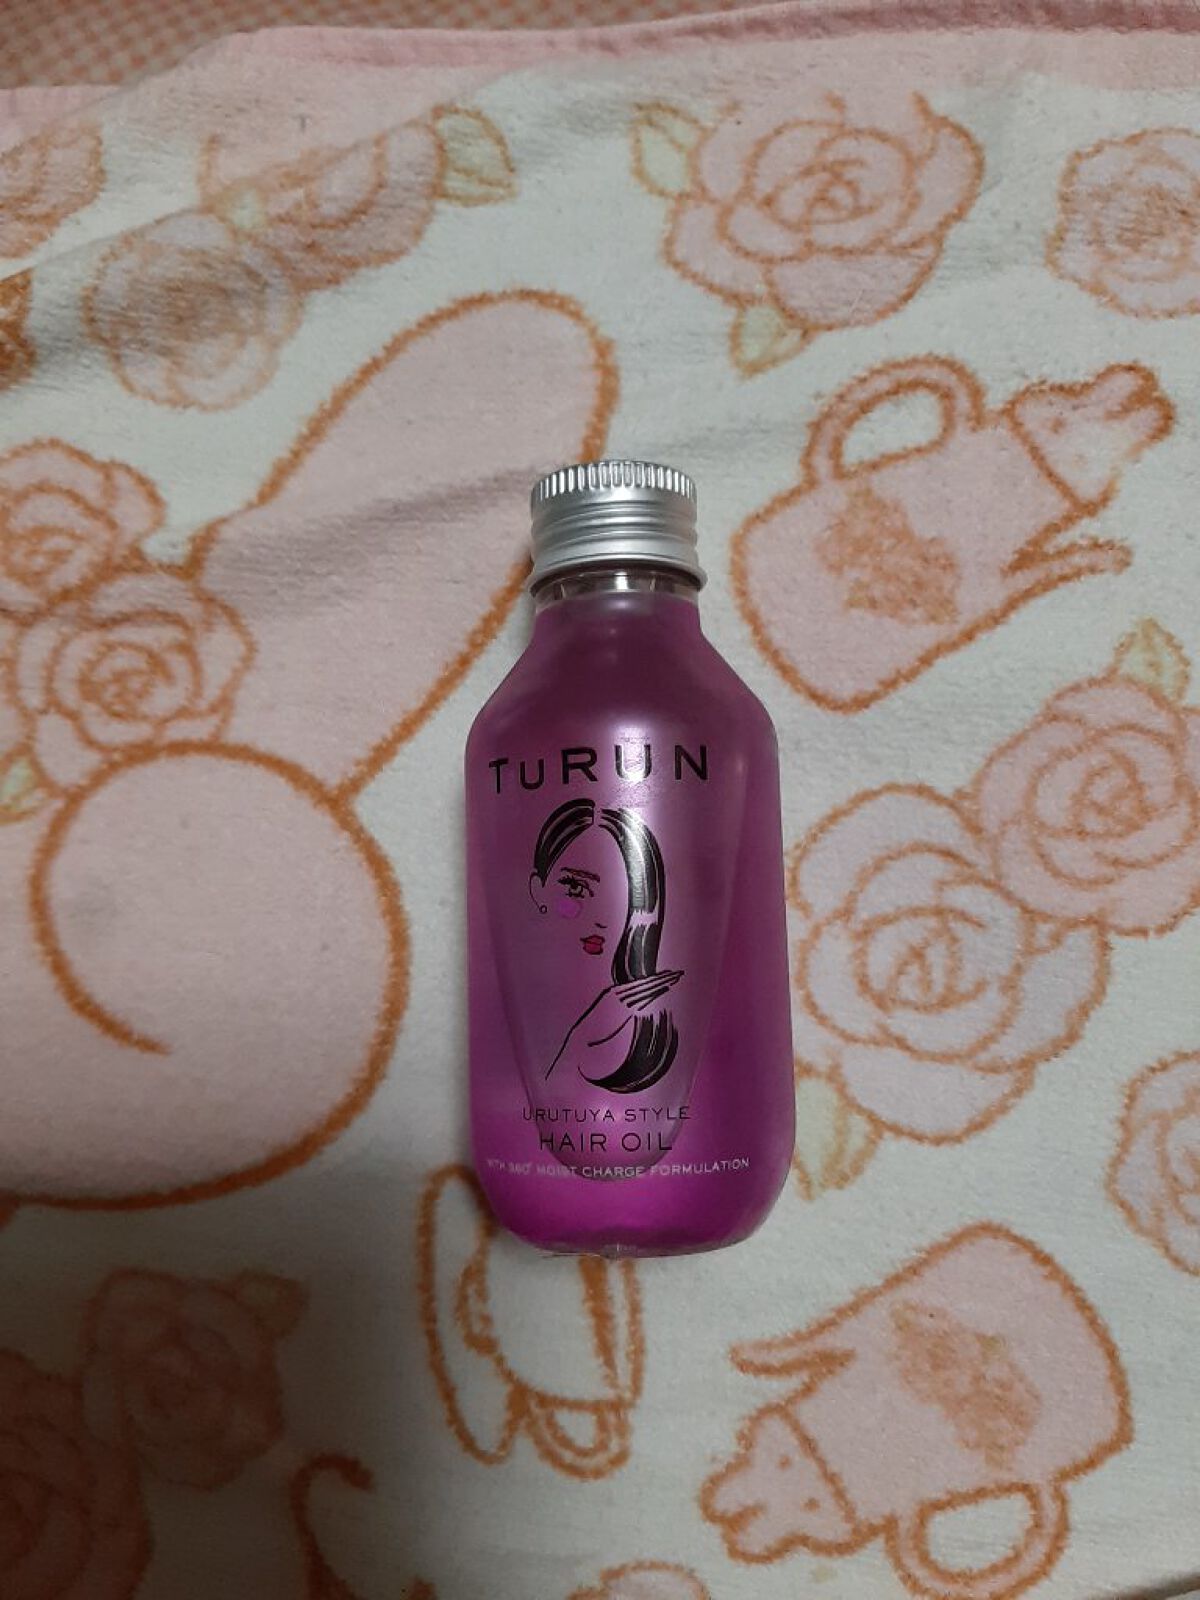 TURUN
URUTUYA STYLE
HAIR OIL
WITH 360° MOIST CHARGE FORMULATION